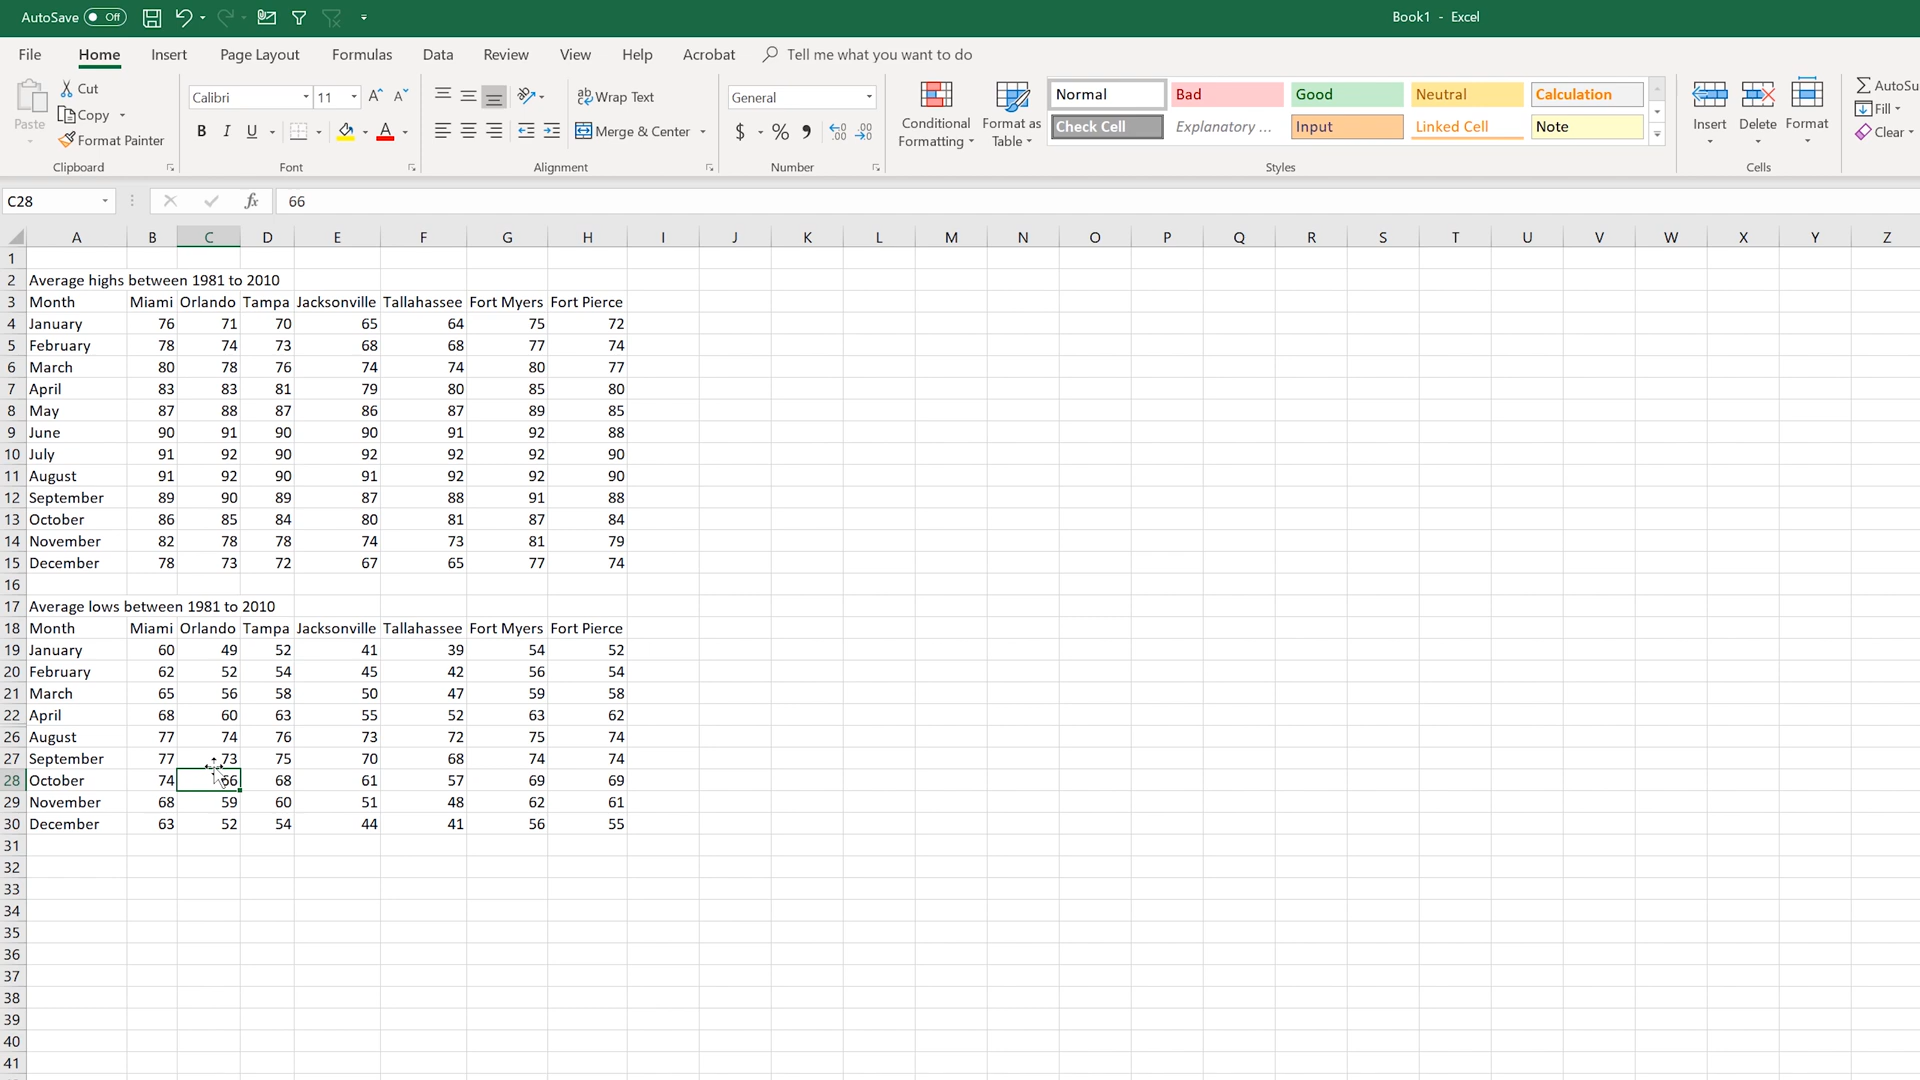 AutoSave Off Book1 - Excel
File Home Insert Page Layout Formulas Data Review View Help Acrobat Tell me what you want to do
Paste Cut Copy Format Painter Clipboard
Calibri 11 B I U A Font
ab Wrap Text Merge & Center Alignment
General $ % Number
Conditional Formatting Format as Table
Normal Bad Good Neutral Calculation
Check Cell Explanatory ... Input Linked Cell Note
Styles
Insert Delete Format Cells
AutoSu
Fill
Clear
C28 fx 66
A B C D E F G H I J K L M N O P Q R S T U V W X Y Z
1
2 Average highs between 1981 to 2010
3 Month Miami Orlando Tampa Jacksonville Tallahassee Fort Myers Fort Pierce
4 January 76 71 70 65 64 75 72
5 February 78 74 73 68 68 77 74
6 March 80 78 76 74 74 80 77
7 April 83 83 81 79 80 85 80
8 May 87 88 87 86 87 89 85
9 June 90 91 90 90 91 92 88
10 July 91 92 90 92 92 92 90
11 August 91 92 90 91 92 92 90
12 September 89 90 89 87 88 91 88
13 October 86 85 84 80 81 87 84
14 November 82 78 78 74 73 81 79
15 December 78 73 72 67 65 77 74
16
17 Average lows between 1981 to 2010
18 Month Miami Orlando Tampa Jacksonville Tallahassee Fort Myers Fort Pierce
19 January 60 49 52 41 39 54 52
20 February 62 52 54 45 42 56 54
21 March 65 56 58 50 47 59 58
22 April 68 60 63 55 52 63 62
26 August 77 74 76 73 72 75 74
27 September 77 73 75 70 68 74 74
28 October 74 66 68 61 57 69 69
29 November 68 59 60 51 48 62 61
30 December 63 52 54 44 41 56 55
31
32
33
34
35
36
37
38
39
40
41